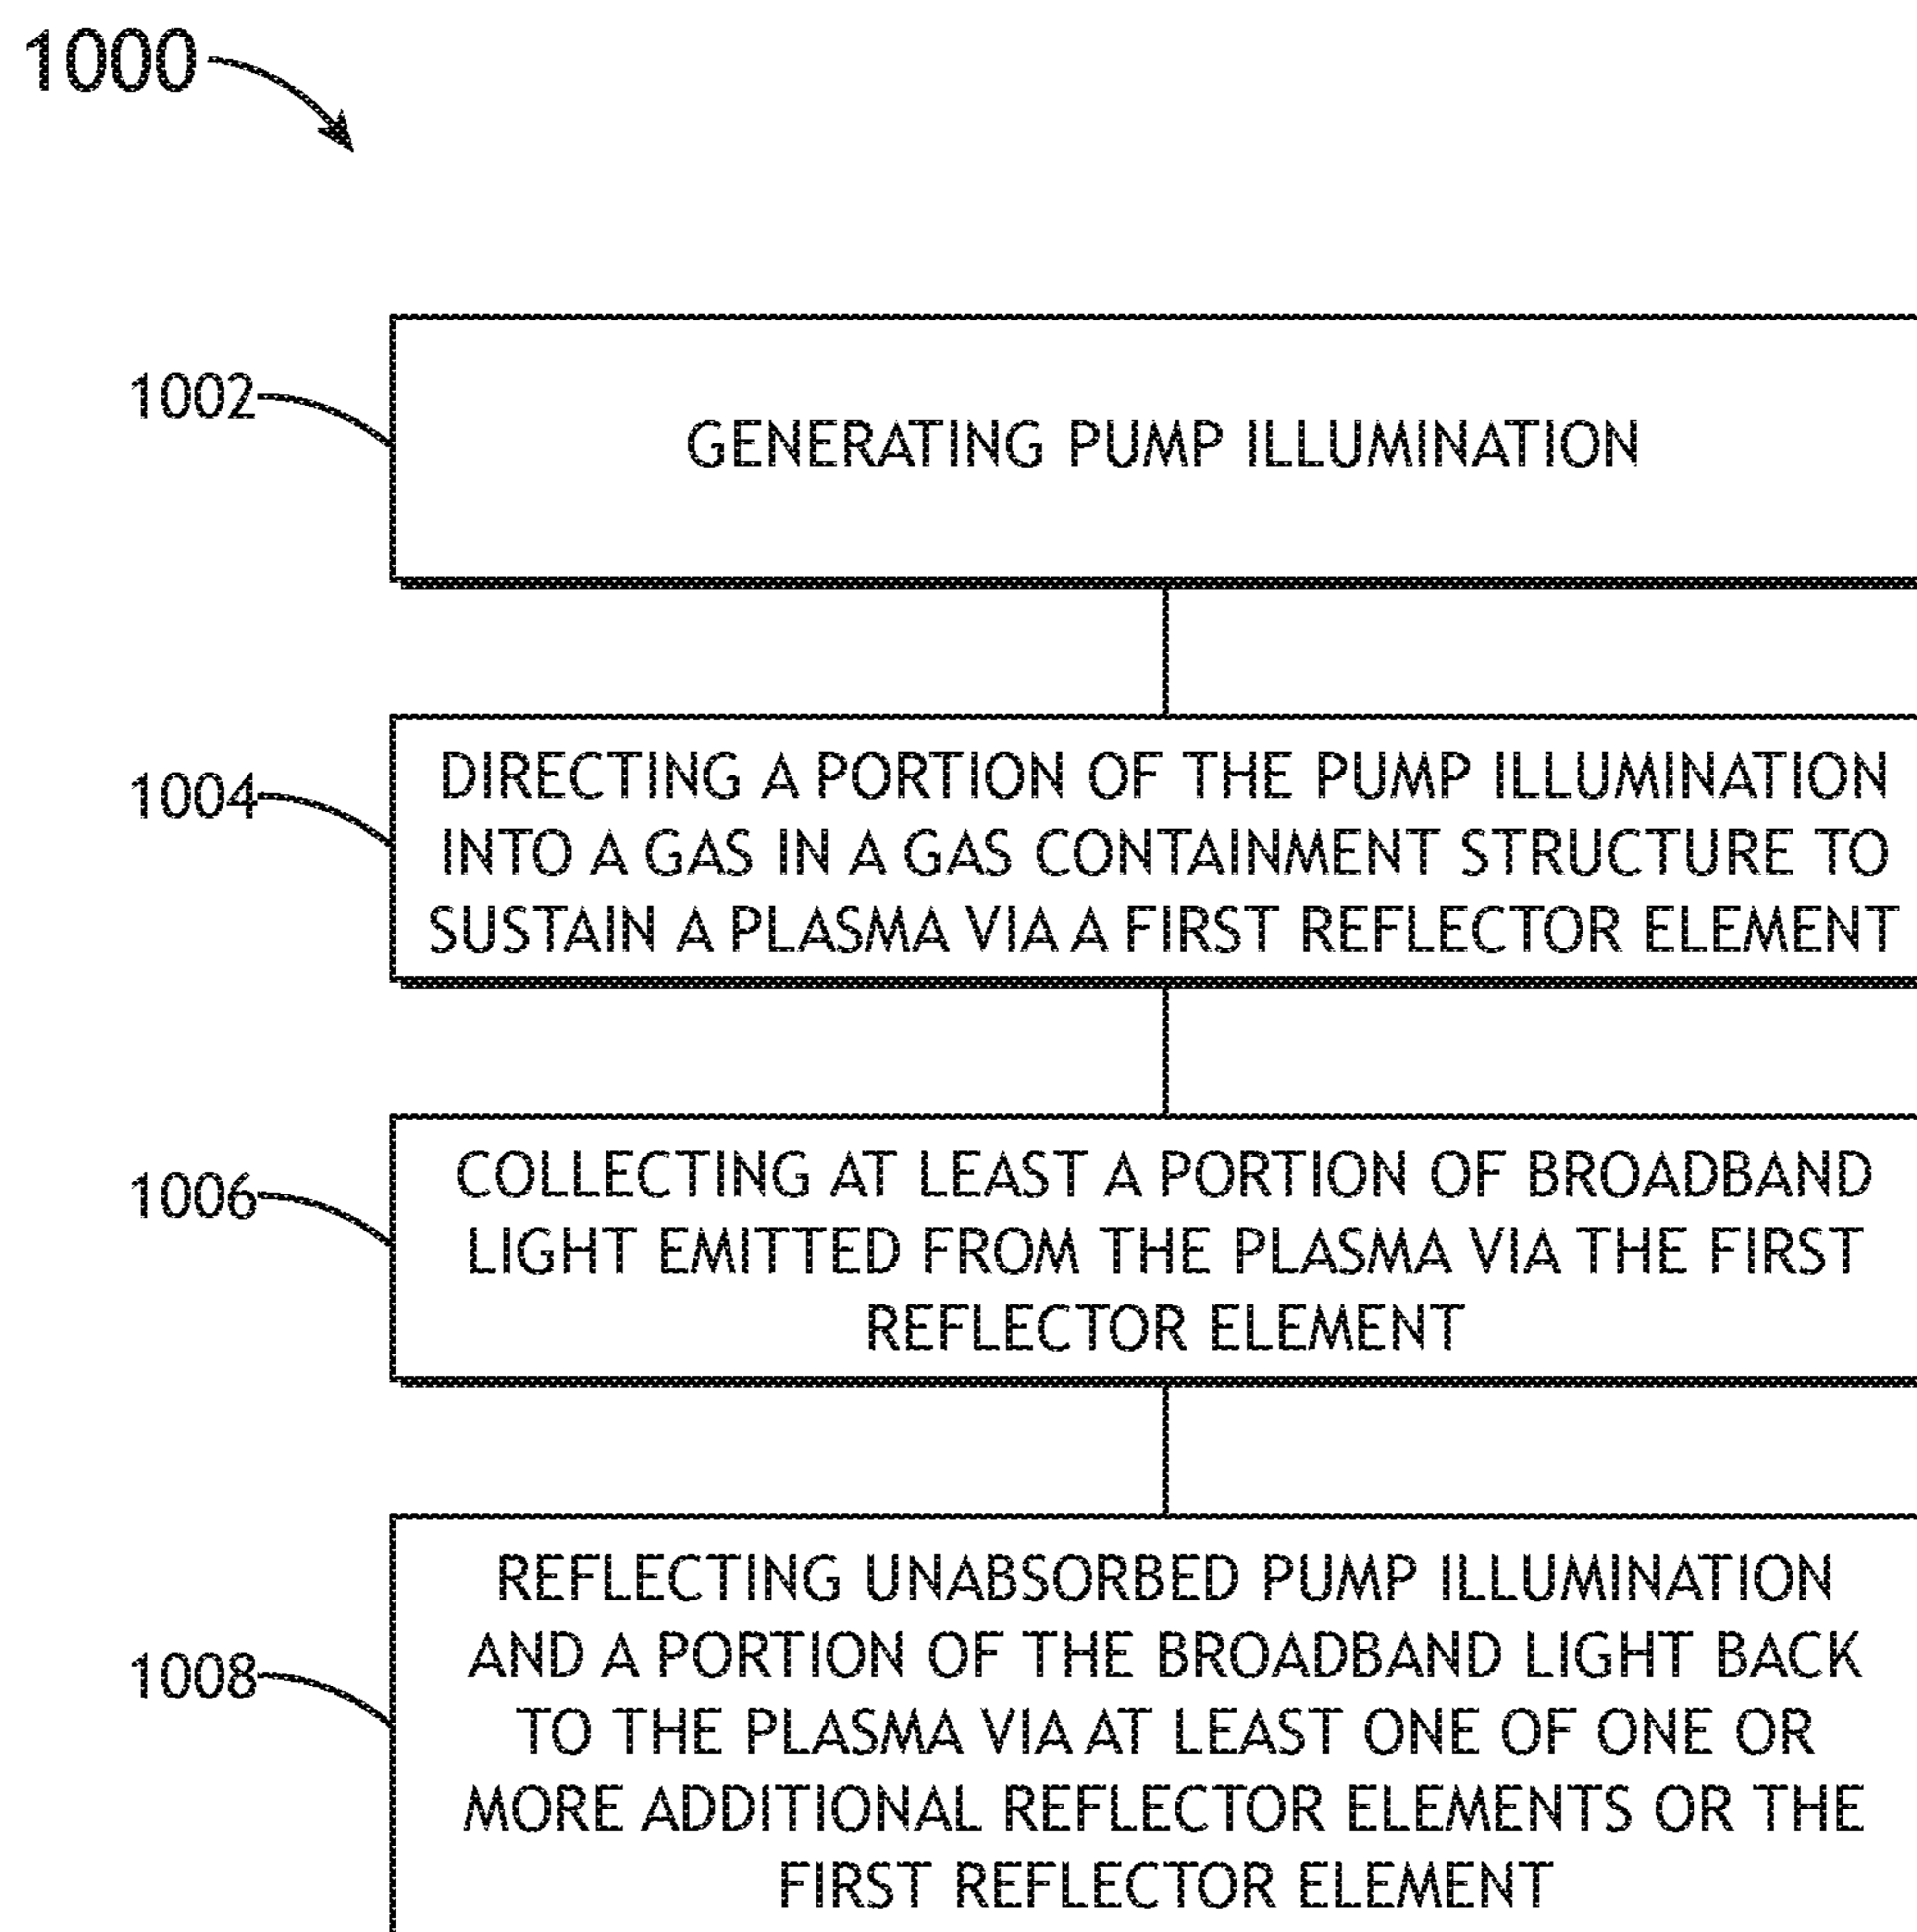 1000
1002
GENERATING PUMP ILLUMINATION
1004
DIRECTING A PORTION OF THE PUMP ILLUMINATION
INTO A GAS IN A GAS CONTAINMENT STRUCTURE TO
SUSTAIN A PLASMA VIA A FIRST REFLECTOR ELEMENT
1006
COLLECTING AT LEAST A PORTION OF BROADBAND
LIGHT EMITTED FROM THE PLASMA VIA THE FIRST
REFLECTOR ELEMENT
1008
REFLECTING UNABSORBED PUMP ILLUMINATION
AND A PORTION OF THE BROADBAND LIGHT BACK
TO THE PLASMA VIA AT LEAST ONE OF ONE OR
MORE ADDITIONAL REFLECTOR ELEMENTS OR THE
FIRST REFLECTOR ELEMENT